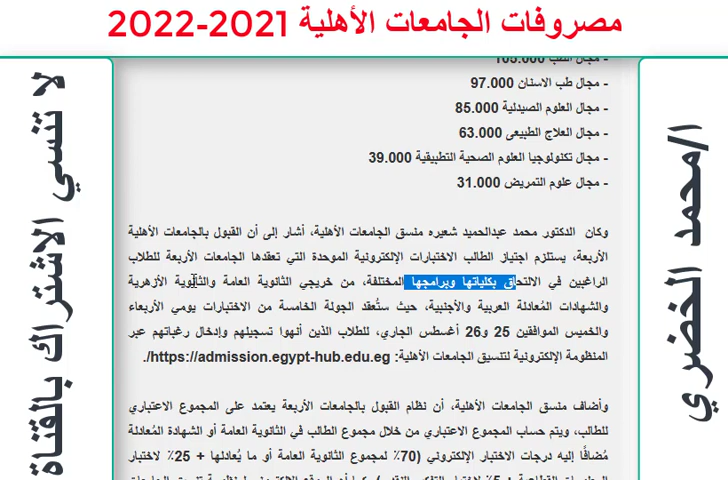 مصروفات الجامعات الأهلية 2021-2022
لا تنسي الاشتراك بالقناة
ا/محمد الخضري
- مجال الطب 105.000
- مجال طب الاسنان 97.000
- مجال العلوم الصيدلية 85.000
- مجال العلاج الطبيعى 63.000
- مجال تكنولوجيا العلوم الصحية التطبيقية 39.000
- مجال علوم التمريض 31.000
وكان الدكتور محمد عبدالحميد شعيره منسق الجامعات الأهلية، أشار إلى أن القبول بالجامعات الأهلية
الأربعة، يستلزم اجتياز الطالب الاختبارات الإلكترونية الموحدة التي تعقدها الجامعات الأربعة للطلاب
الراغبين في الالتحاق بكلياتها وبرامجها المختلفة، من خريجي الثانوية العامة والثانوية الأزهرية
والشهادات المُعادلة العربية والأجنبية، حيث ستُعقد الجولة الخامسة من الاختبارات يومي الأربعاء
والخميس الموافقين 25 و26 أغسطس الجاري، للطلاب الذين أنهوا تسجيلهم وإدخال رغباتهم عبر
المنظومة الإلكترونية لتنسيق الجامعات الأهلية: https://admission.egypt-hub.edu.eg/.
وأضاف منسق الجامعات الأهلية، أن نظام القبول بالجامعات الأربعة يعتمد على المجموع الاعتباري
للطالب، ويتم حساب المجموع الاعتباري من خلال مجموع الطالب في الثانوية العامة أو الشهادة المُعادلة
مُضافًا إليه درجات الاختبار الإلكتروني (70٪ لمجموع الثانوية العامة أو ما يُعادلها + 25٪ لاختبار